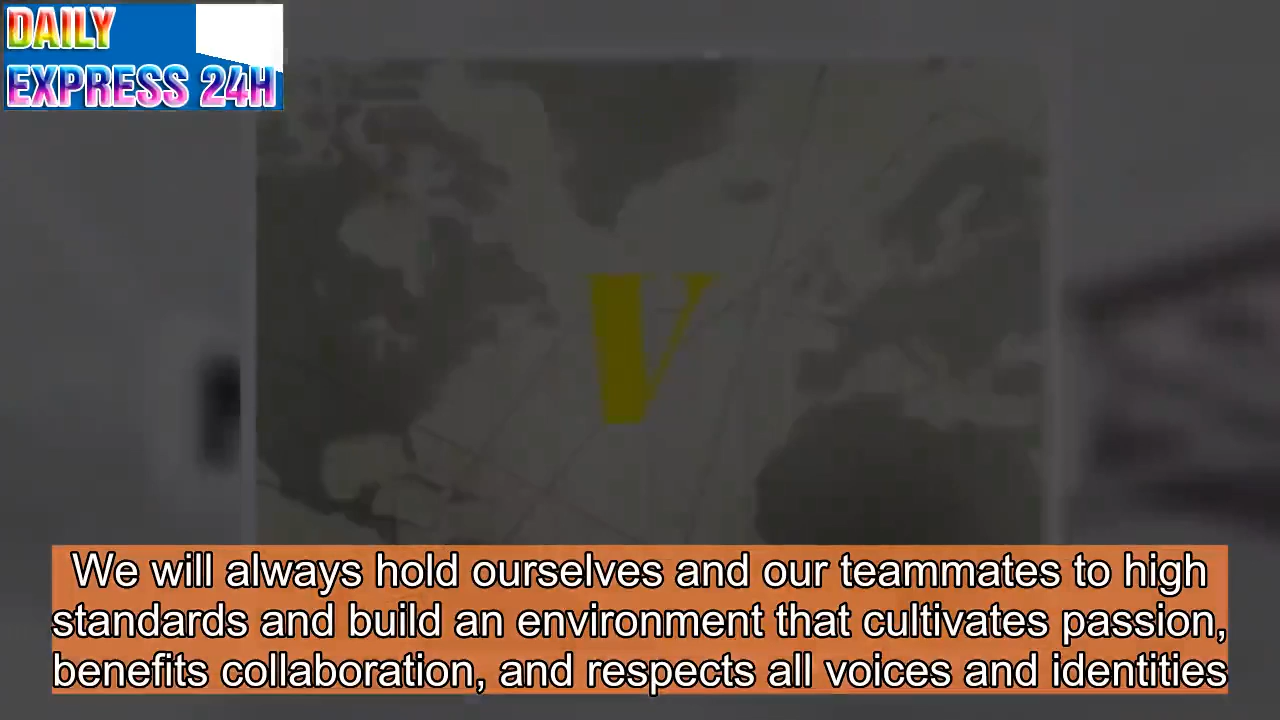 DAILY
EXPRESS 24H
V
We will always hold ourselves and our teammates to high
standards and build an environment that cultivates passion,
benefits collaboration, and respects all voices and identities